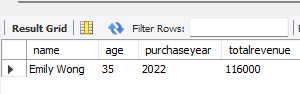 Result Grid Filter Rows:
name age purchaseyear totalrevenue
Emily Wong 35 2022 116000